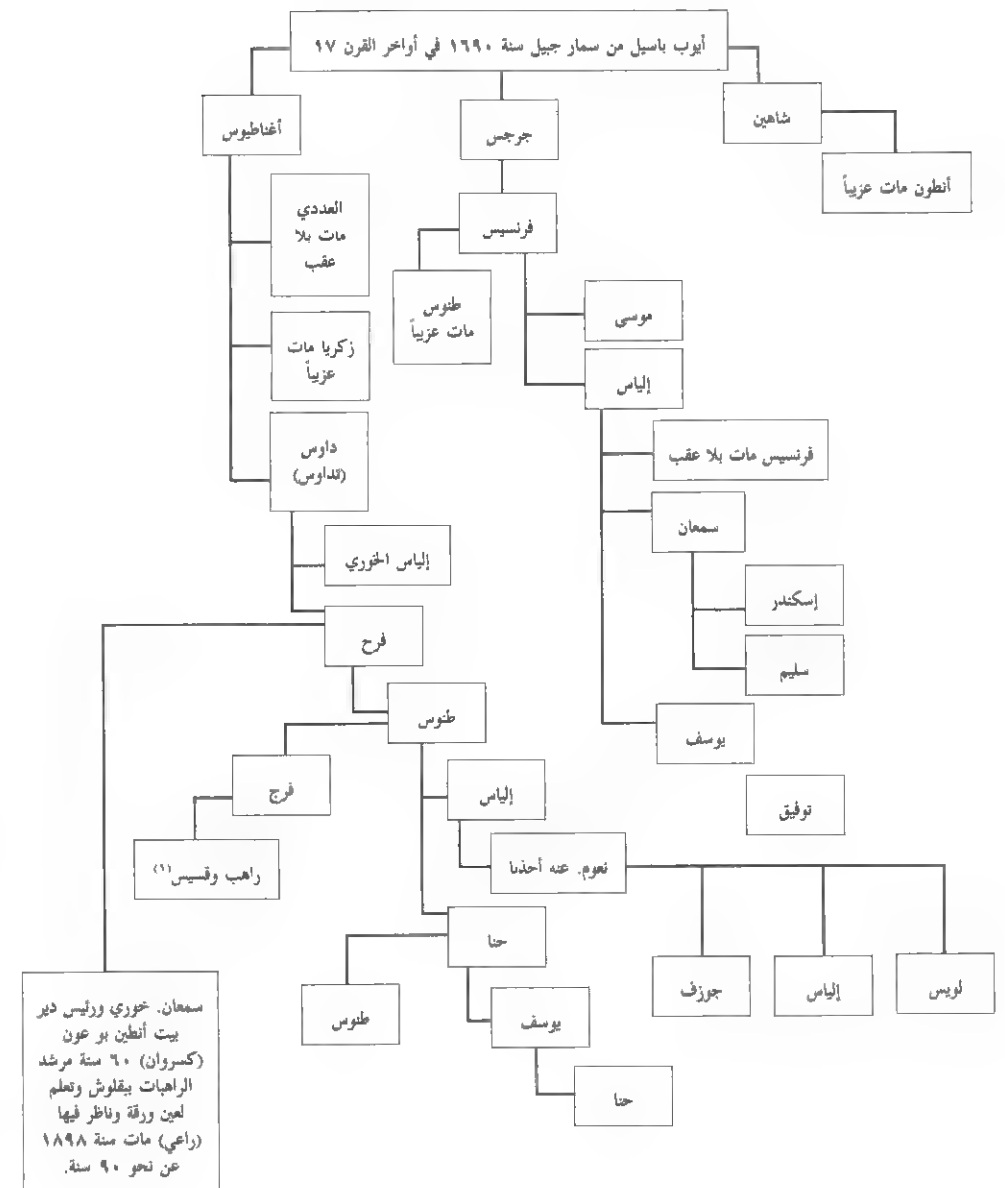 أيوب باسيل من سمار جبيل سنة ١٦٩٠ في أواخر القرن ١٧
شاهين
جرجس
أغناطيوس
أنطون مات عزيباً
فرنسيس
العددي
مات بلا
عقب
طنوس
مات عزيباً
موسى
زكريا مات
عزيباً
إلياس
داوس
(تداوس)
فرنسيس مات بلا عقب
سمعان
إلياس الخوري
إسكندر
فرح
سليم
طنوس
يوسف
إلياس
فرج
توفيق
نعوم. عنه أخذنا
راهب وقسيس(١)
حنا
لويس
إلياس
جوزف
طنوس
يوسف
حنا
سمعان. خوري ورئيس دير
بيت أنطين بو عون
(كسروان) ٦٠ سنة مرشد
الراهبات ببقلوش وتعلم
لعين ورقة وناظر فيها
(راعي) مات سنة ١٨٩٨
عن نحو ٩٠ سنة.